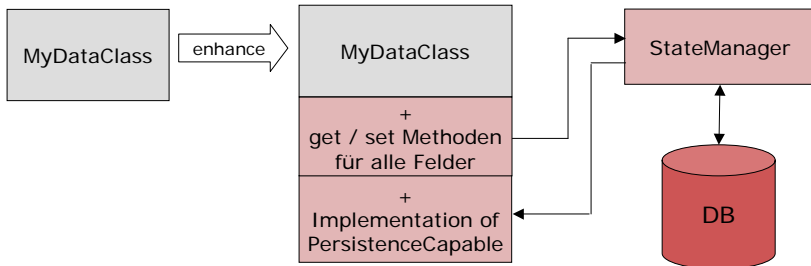 MyDataClass
enhance
MyDataClass
+
get / set Methoden
für alle Felder
+
Implementation of
PersistenceCapable
StateManager
DB